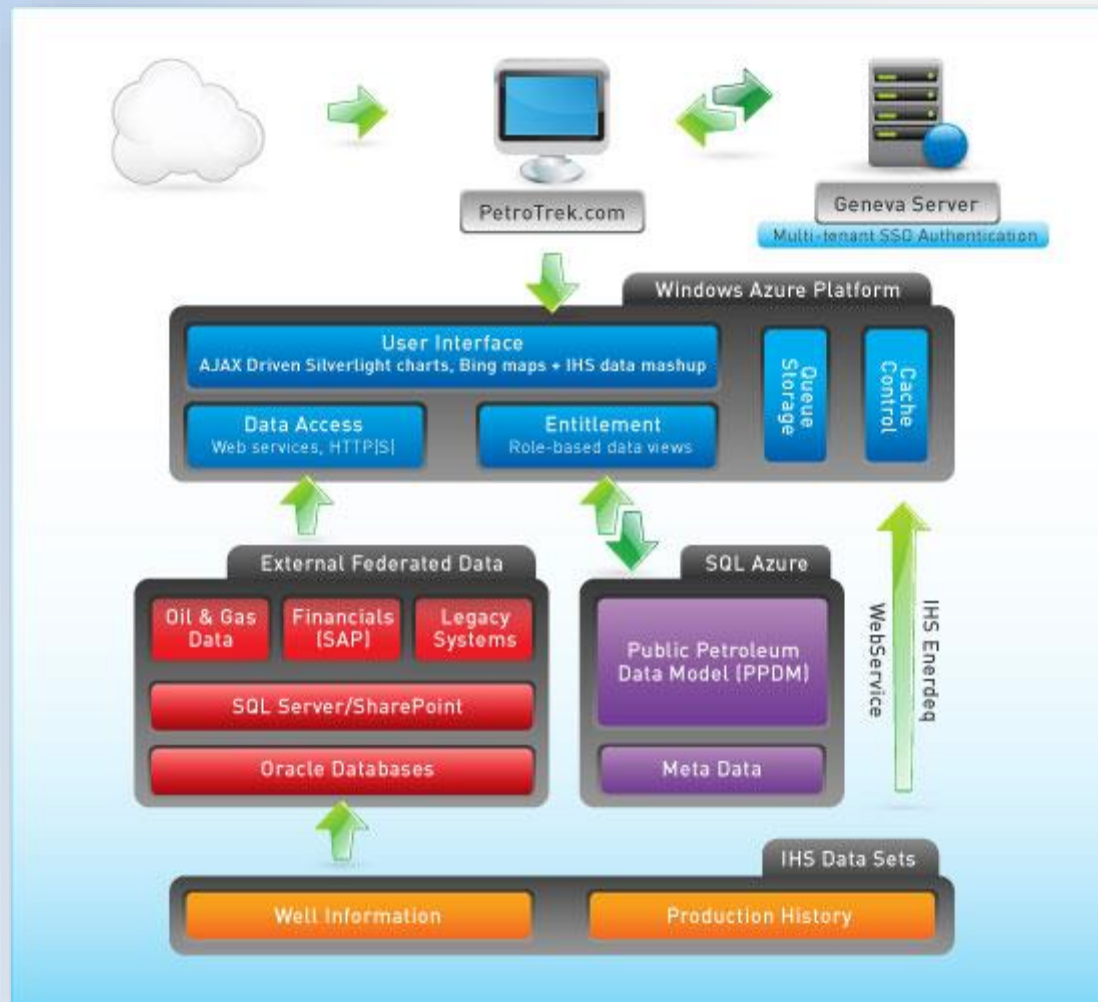 PetroTrek.com
Geneva Server
Multi-tenant SSO Authentication
Windows Azure Platform
User Interface
AJAX Driven Silverlight charts, Bing maps + IHS data mashup
Queue
Storage
Cache
Control
Data Access
Web services, HTTP|S|
Entitlement
Role-based data views
External Federated Data
Oil & Gas
Data
Financials
(SAP)
Legacy
Systems
SQL Server/SharePoint
Oracle Databases
SQL Azure
Public Petroleum
Data Model (PPDM)
Meta Data
IHS Enerdeq
WebService
IHS Data Sets
Well Information
Production History